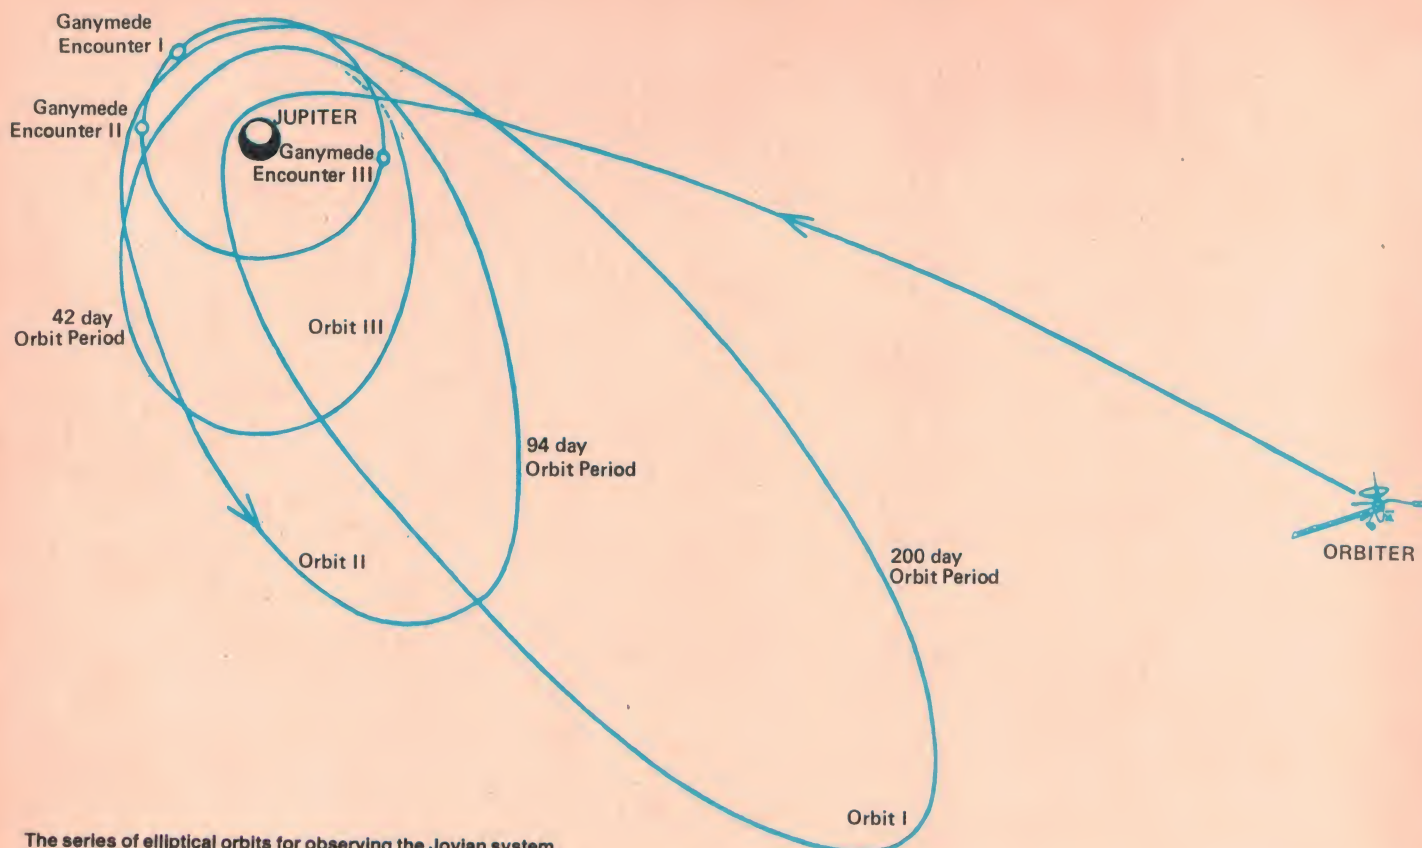 Ganymede
Encounter I
Ganymede
Encounter II
JUPITER
Ganymede
Encounter III
42 day
Orbit Period
Orbit III
94 day
Orbit Period
Orbit II
200 day
Orbit Period
ORBITER
Orbit I
The series of elliptical orbits for observing the Jovian system